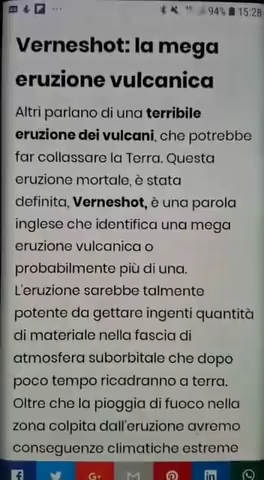 94% 15:28
Verneshot: la mega
eruzione vulcanica
Altri parlano di una terribile
eruzione dei vulcani, che potrebbe
far collassare la Terra. Questa
eruzione mortale, è stata
definita, Verneshot, è una parola
inglese che identifica una mega
eruzione vulcanica o
probabilmente più di una.
L'eruzione sarebbe talmente
potente da gettare ingenti quantità
di materiale nella fascia di
atmosfera suborbitale che dopo
poco tempo ricadranno a terra.
Oltre che la pioggia di fuoco nella
zona colpita dall'eruzione avremo
conseguenze climatiche estreme